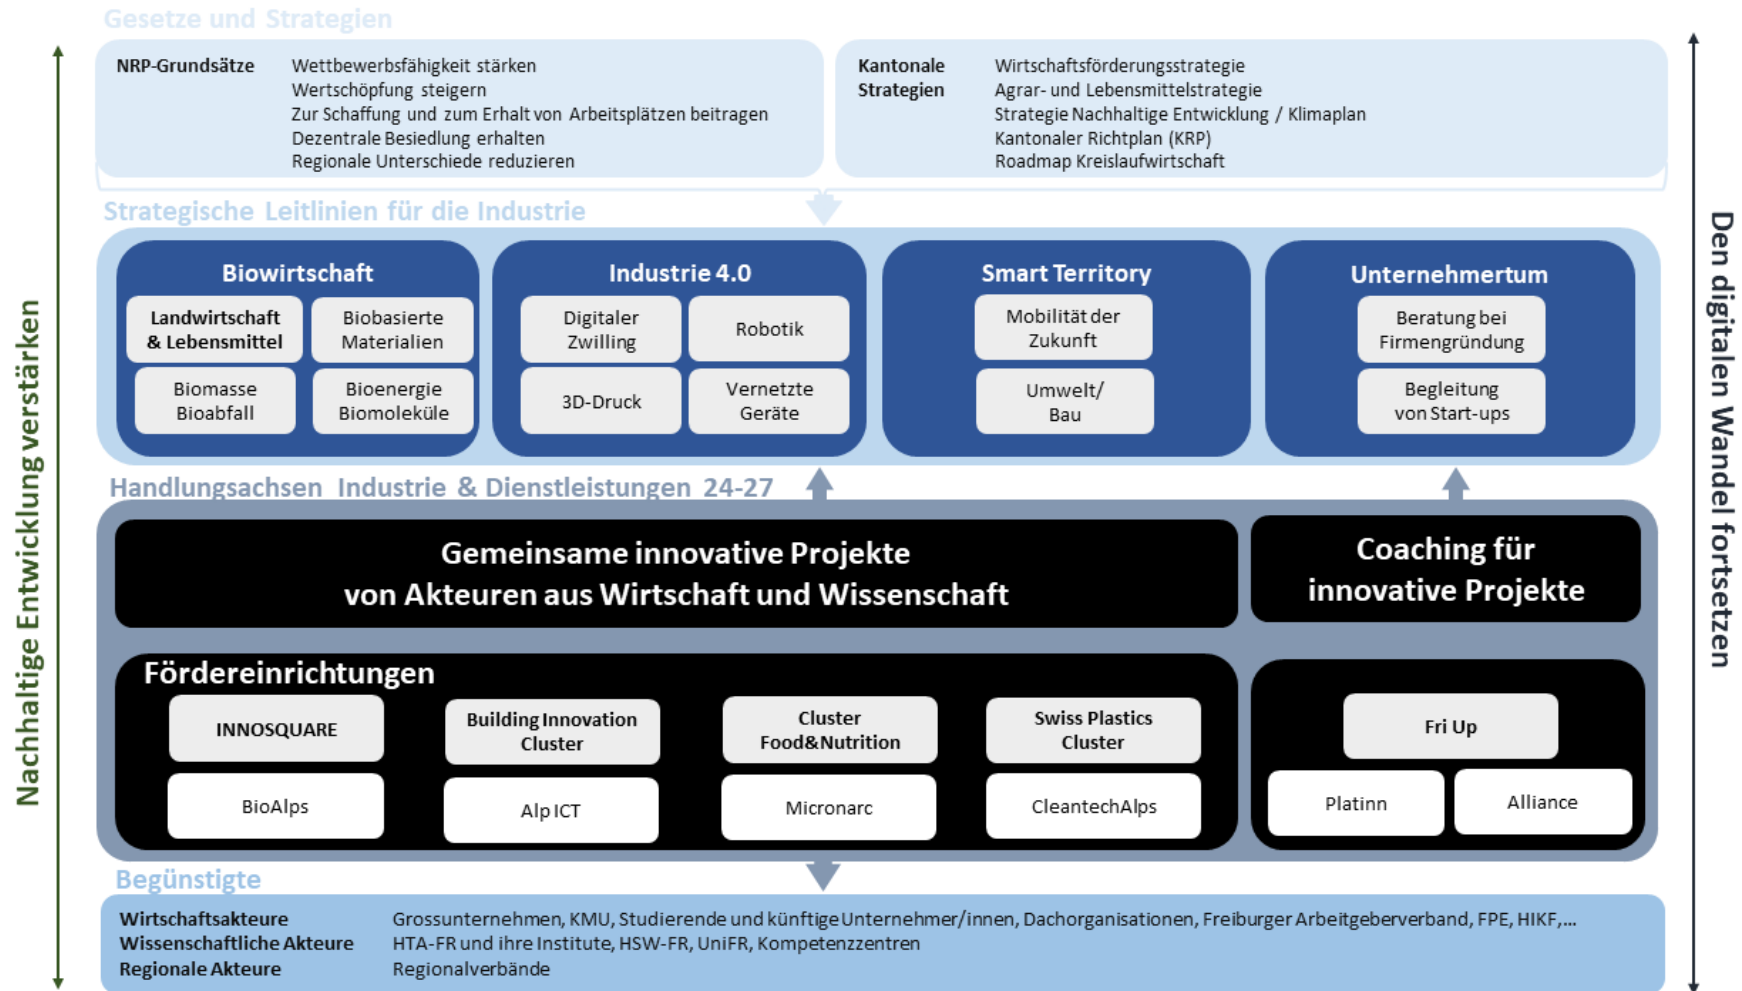 Gesetze und Strategien
NRP-Grundsätze
Wettbewerbsfähigkeit stärken
Wertschöpfung steigern
Zur Schaffung und zum Erhalt von Arbeitsplätzen beitragen
Dezentrale Besiedlung erhalten
Regionale Unterschiede reduzieren
Kantonale
Strategien
Wirtschaftsförderungsstrategie
Agrar- und Lebensmittelstrategie
Strategie Nachhaltige Entwicklung / Klimaplan
Kantonaler Richtplan (KRP)
Roadmap Kreislaufwirtschaft
Strategische Leitlinien für die Industrie
Biowirtschaft
Landwirtschaft
& Lebensmittel
Biobasierte
Materialien
Biomasse
Bioabfall
Bioenergie
Biomoleküle
Industrie 4.0
Digitaler
Zwilling
Robotik
3D-Druck
Vernetzte
Geräte
Smart Territory
Mobilität der
Zukunft
Umwelt/
Bau
Unternehmertum
Beratung bei
Firmengründung
Begleitung
von Start-ups
Handlungsachsen Industrie & Dienstleistungen 24-27
Gemeinsame innovative Projekte
von Akteuren aus Wirtschaft und Wissenschaft
Coaching für
innovative Projekte
Fördereinrichtungen
INNOSQUARE
Building Innovation
Cluster
Cluster
Food&Nutrition
Swiss Plastics
Cluster
BioAlps
Alp ICT
Micronarc
CleantechAlps
Fri Up
Platinn
Alliance
Begünstigte
Wirtschaftsakteure
Grossunternehmen, KMU, Studierende und künftige Unternehmer/innen, Dachorganisationen, Freiburger Arbeitgeberverband, FPE, HIKF,...
Wissenschaftliche Akteure
HTA-FR und ihre Institute, HSW-FR, UniFR, Kompetenzzentren
Regionale Akteure
Regionalverbände
Nachhaltige Entwicklung verstärken
Den digitalen Wandel fortsetzen